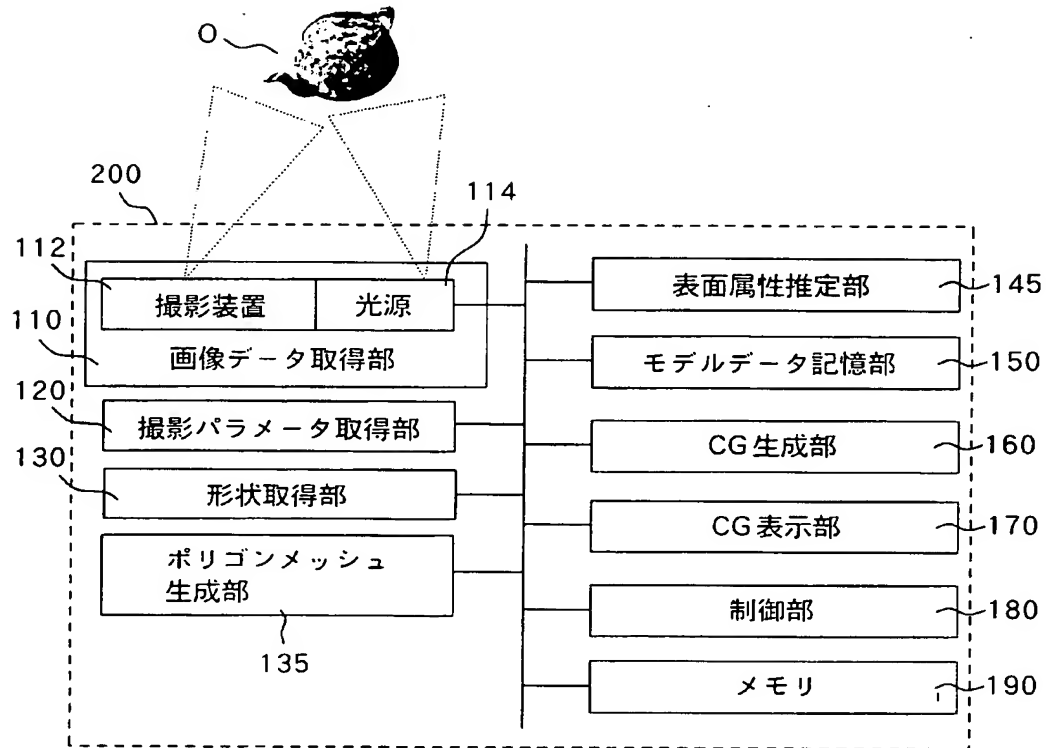 O
200
114
112
撮影装置
光源
110
画像データ取得部
120
撮影パラメータ取得部
130
形状取得部
ポリゴンメッシュ
生成部
135
表面属性推定部
145
モデルデータ記憶部
150
CG生成部
160
CG表示部
170
制御部
180
メモリ
190